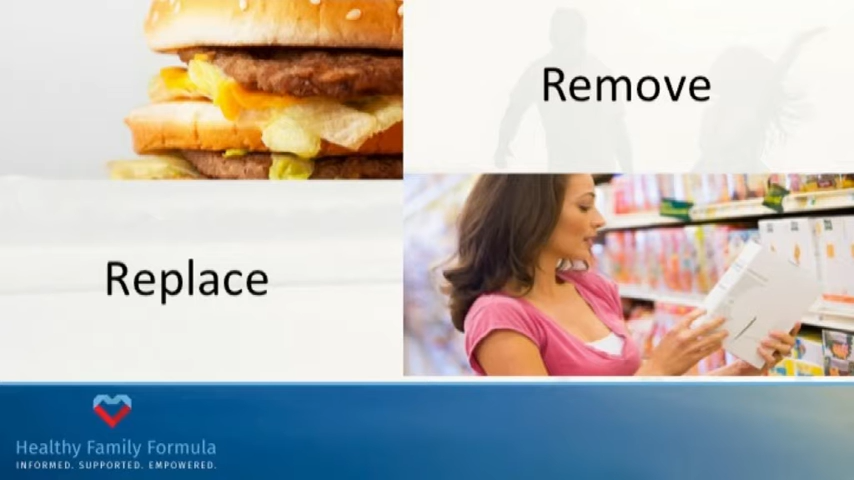 Remove
Replace
Healthy Family Formula
INFORMED. SUPPORTED. EMPOWERED.